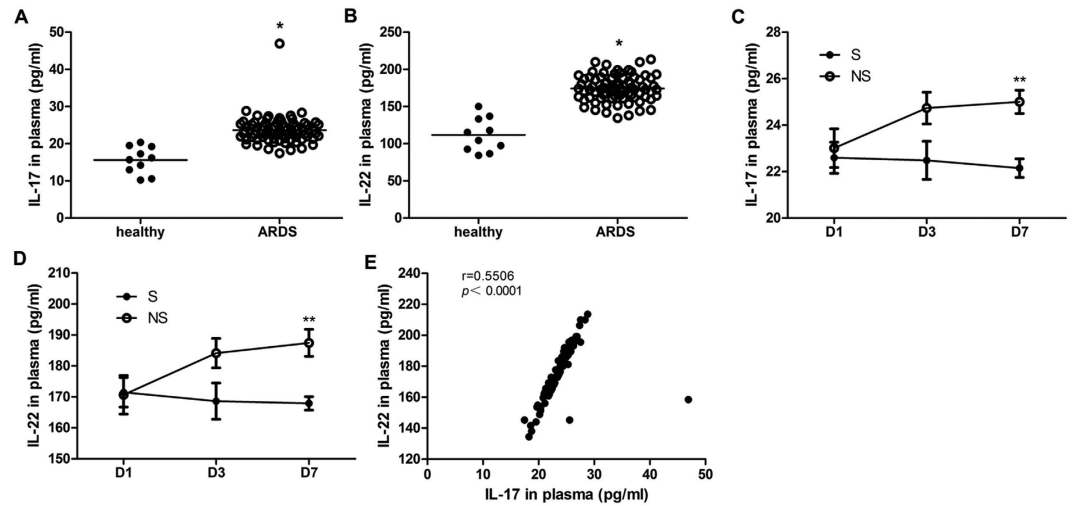 A
IL-17 in plasma (pg/ml)
50
40
30
20
10
0
*
healthy
ARDS
B
IL-22 in plasma (pg/ml)
250
200
150
100
50
0
*
healthy
ARDS
C
IL-17 in plasma (pg/ml)
28
26
24
22
20
S
NS
**
D1
D3
D7
D
IL-22 in plasma (pg/ml)
210
200
190
180
170
160
150
S
NS
**
D1
D3
D7
E
IL-22 in plasma (pg/ml)
240
220
200
180
160
140
120
r=0.5506
p< 0.0001
0
10
20
30
40
50
IL-17 in plasma (pg/ml)